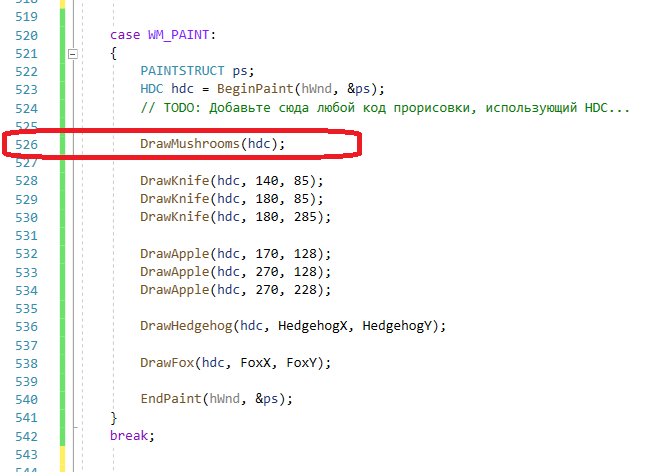 519
520 case WM_PAINT:
521 {
522 PAINTSTRUCT ps;
523 HDC hdc = BeginPaint(hWnd, &ps);
524 // TODO: Добавьте сюда любой код прорисовки, использующий HDC...
525
526 DrawMushrooms(hdc);
527
528 DrawKnife(hdc, 140, 85);
529 DrawKnife(hdc, 180, 85);
530 DrawKnife(hdc, 180, 285);
531
532 DrawApple(hdc, 170, 128);
533 DrawApple(hdc, 270, 128);
534 DrawApple(hdc, 270, 228);
535
536 DrawHedgehog(hdc, HedgehogX, HedgehogY);
537
538 DrawFox(hdc, FoxX, FoxY);
539
540 EndPaint(hWnd, &ps);
541 }
542 break;
543